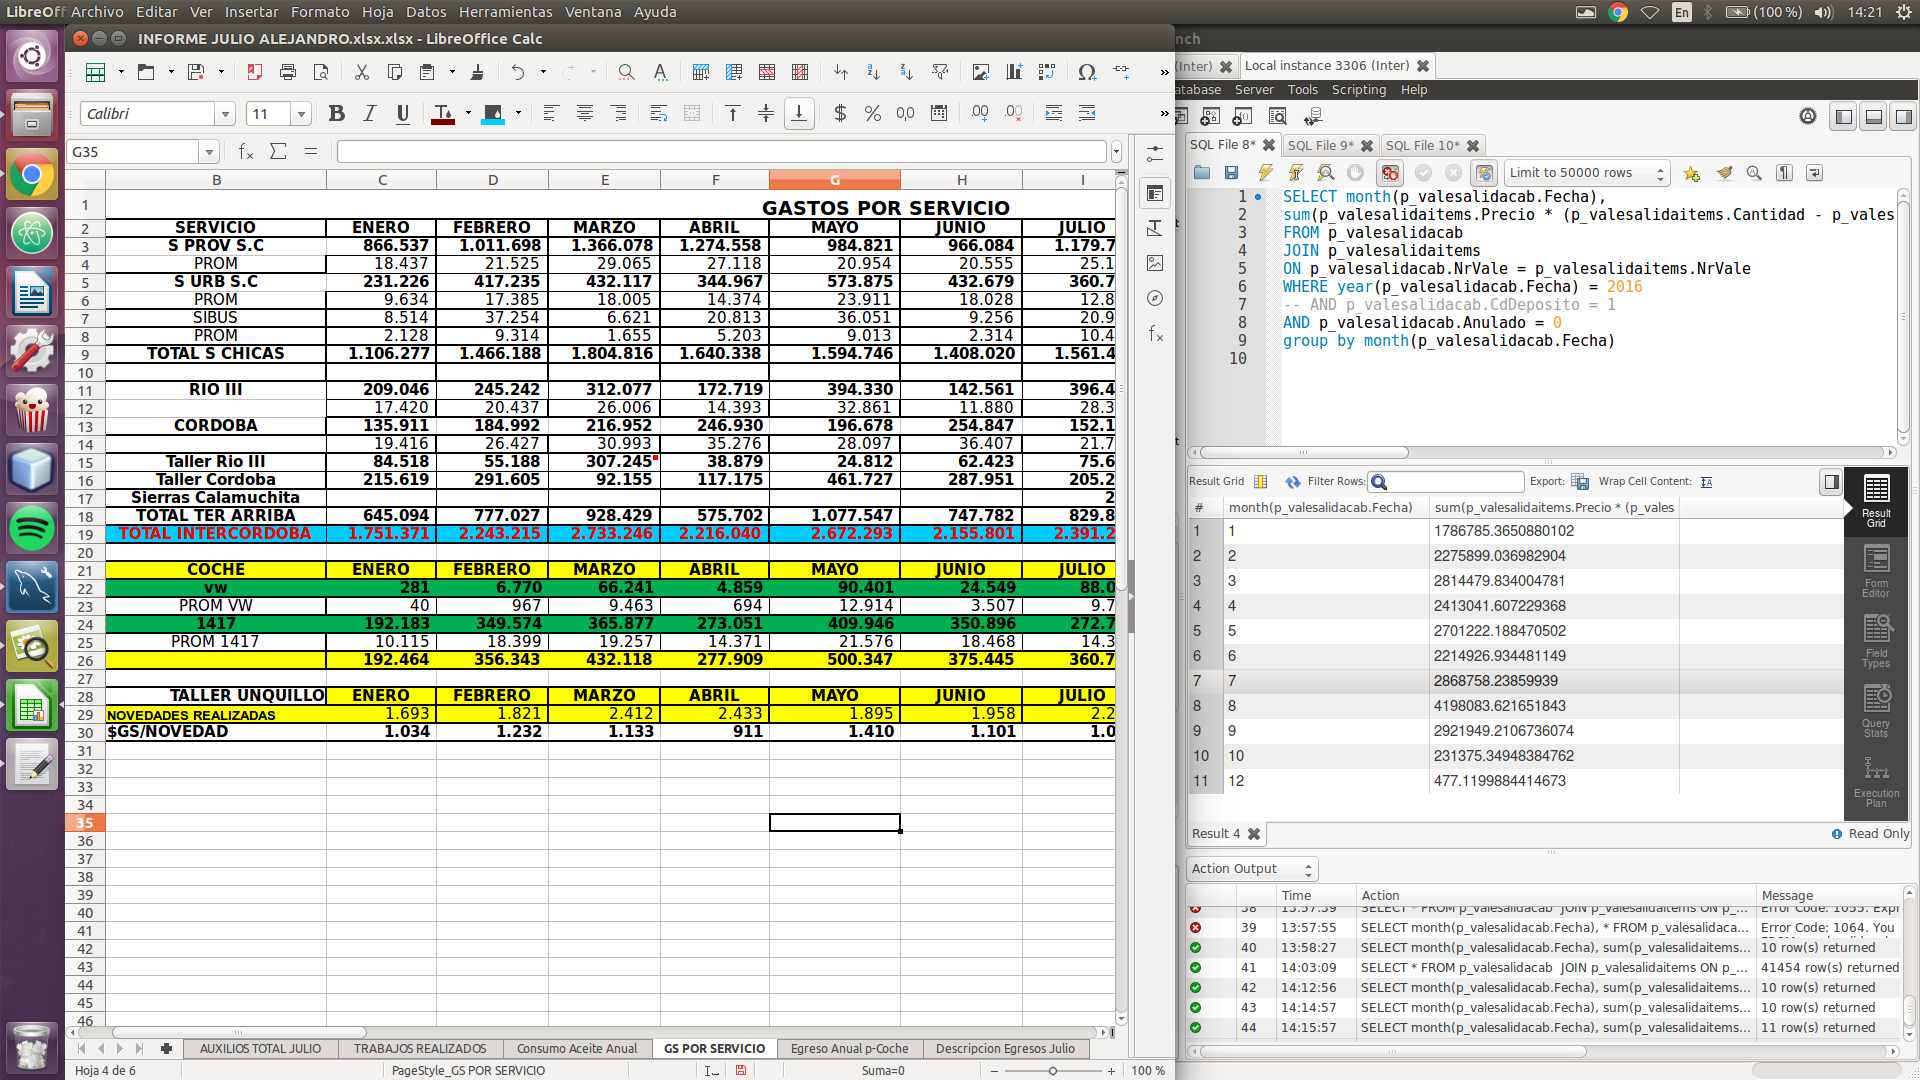 LibreOff Archivo Editar Ver Insertar Formato Hoja Datos Herramientas Ventana Ayuda En (100 %) 14:21
INFORME JULIO ALEJANDRO.xlsx.xlsx - LibreOffice Calc
Calibri 11
G35
B C D E F G H I
1 GASTOS POR SERVICIO
2 SERVICIO ENERO FEBRERO MARZO ABRIL MAYO JUNIO JULIO
3 S PROV S.C 866.537 1.011.698 1.366.078 1.274.558 984.821 966.084 1.179.7
4 PROM 18.437 21.525 29.065 27.118 20.954 20.555 25.1
5 S URB S.C 231.226 417.235 432.117 344.967 573.875 432.679 360.7
6 PROM 9.634 17.385 18.005 14.374 23.911 18.028 12.8
7 SIBUS 8.514 37.254 6.621 20.813 36.051 9.256 20.9
8 PROM 2.128 9.314 1.655 5.203 9.013 2.314 10.4
9 TOTAL S CHICAS 1.106.277 1.466.188 1.804.816 1.640.338 1.594.746 1.408.020 1.561.4
10
11 RIO III 209.046 245.242 312.077 172.719 394.330 142.561 396.4
12 17.420 20.437 26.006 14.393 32.861 11.880 28.3
13 CORDOBA 135.911 184.992 216.952 246.930 196.678 254.847 152.1
14 19.416 26.427 30.993 35.276 28.097 36.407 21.7
15 Taller Rio III 84.518 55.188 307.245 38.879 24.812 62.423 75.6
16 Taller Cordoba 215.619 291.605 92.155 117.175 461.727 287.951 205.2
17 Sierras Calamuchita 2
18 TOTAL TER ARRIBA 645.094 777.027 928.429 575.702 1.077.547 747.782 829.8
19 TOTAL INTERCORDOBA 1.751.371 2.243.215 2.733.246 2.216.040 2.672.293 2.155.801 2.391.2
20
21 COCHE ENERO FEBRERO MARZO ABRIL MAYO JUNIO JULIO
22 vw 281 6.770 66.241 4.859 90.401 24.549 88.0
23 PROM VW 40 967 9.463 694 12.914 3.507 9.7
24 1417 192.183 349.574 365.877 273.051 409.946 350.896 272.7
25 PROM 1417 10.115 18.399 19.257 14.371 21.576 18.468 14.3
26 192.464 356.343 432.118 277.909 500.347 375.445 360.7
27
28 TALLER UNQUILLO ENERO FEBRERO MARZO ABRIL MAYO JUNIO JULIO
29 NOVEDADES REALIZADAS 1.693 1.821 2.412 2.433 1.895 1.958 2.2
30 $GS/NOVEDAD 1.034 1.232 1.133 911 1.410 1.101 1.0
31
32
33
34
35
36
37
38
39
40
41
42
43
44
45
46
AUXILIOS TOTAL JULIO TRABAJOS REALIZADOS Consumo Aceite Anual GS POR SERVICIO Egreso Anual p-Coche Descripcion Egresos Julio
Hoja 4 de 6 PageStyle_GS POR SERVICIO Suma=0 100 %
nch
(Inter) Local instance 3306 (Inter)
atabase Server Tools Scripting Help
SQL File 8* SQL File 9* SQL File 10*
Limit to 50000 rows
1 SELECT month(p_valesalidacab.Fecha),
2 sum(p_valesalidaitems.Precio * (p_valesalidaitems.Cantidad - p_vales
3 FROM p_valesalidacab
4 JOIN p_valesalidaitems
5 ON p_valesalidacab.NrVale = p_valesalidaitems.NrVale
6 WHERE year(p_valesalidacab.Fecha) = 2016
7 -- AND p_valesalidacab.CdDeposito = 1
8 AND p_valesalidacab.Anulado = 0
9 group by month(p_valesalidacab.Fecha)
10
Result Grid Filter Rows: Export: Wrap Cell Content:
# month(p_valesalidacab.Fecha) sum(p_valesalidaitems.Precio * (p_vales
1 1 1786785.3650880102
2 2 2275899.036982904
3 3 2814479.834004781
4 4 2413041.607229368
5 5 2701222.188470502
6 6 2214926.934481149
7 7 2868758.23859939
8 8 4198083.621651843
9 9 2921949.2106736074
10 10 231375.34948384762
11 12 477.1199884414673
Result Grid
Form Editor
Field Types
Query Stats
Execution Plan
Result 4 Read Only
Action Output
Time Action Message
38 13:57:39 SELECT * FROM p_valesalidacab JOIN p_valesalidaitems ON p_... Error Code: 1055. Expr
39 13:57:55 SELECT month(p_valesalidacab.Fecha), * FROM p_valesalidaca... Error Code: 1064. You
40 13:58:27 SELECT month(p_valesalidacab.Fecha), sum(p_valesalidaitems... 10 row(s) returned
41 14:03:09 SELECT * FROM p_valesalidacab JOIN p_valesalidaitems ON p_... 41454 row(s) returned
42 14:12:56 SELECT month(p_valesalidacab.Fecha), sum(p_valesalidaitems... 10 row(s) returned
43 14:14:57 SELECT month(p_valesalidacab.Fecha), sum(p_valesalidaitems... 10 row(s) returned
44 14:15:57 SELECT month(p_valesalidacab.Fecha), sum(p_valesalidaitems... 11 row(s) returned